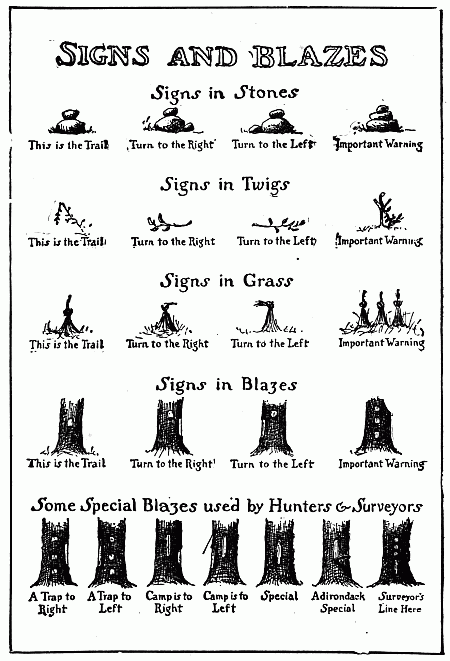 SIGNS AND BLAZES
Signs in Stones
This is the Trail Turn to the Right Turn to the Left Important Warning
Signs in Twigs
This is the Trail Turn to the Right Turn to the Left Important Warning
Signs in Grass
This is the Trail Turn to the Right Turn to the Left Important Warning
Signs in Blazes
This is the Trail Turn to the Right Turn to the Left Important Warning
Some Special Blazes used by Hunters & Surveyors
A Trap to Right
A Trap to Left
Camp is to Right
Camp is to Left
Special
Adirondack Special
Surveyor's Line Here